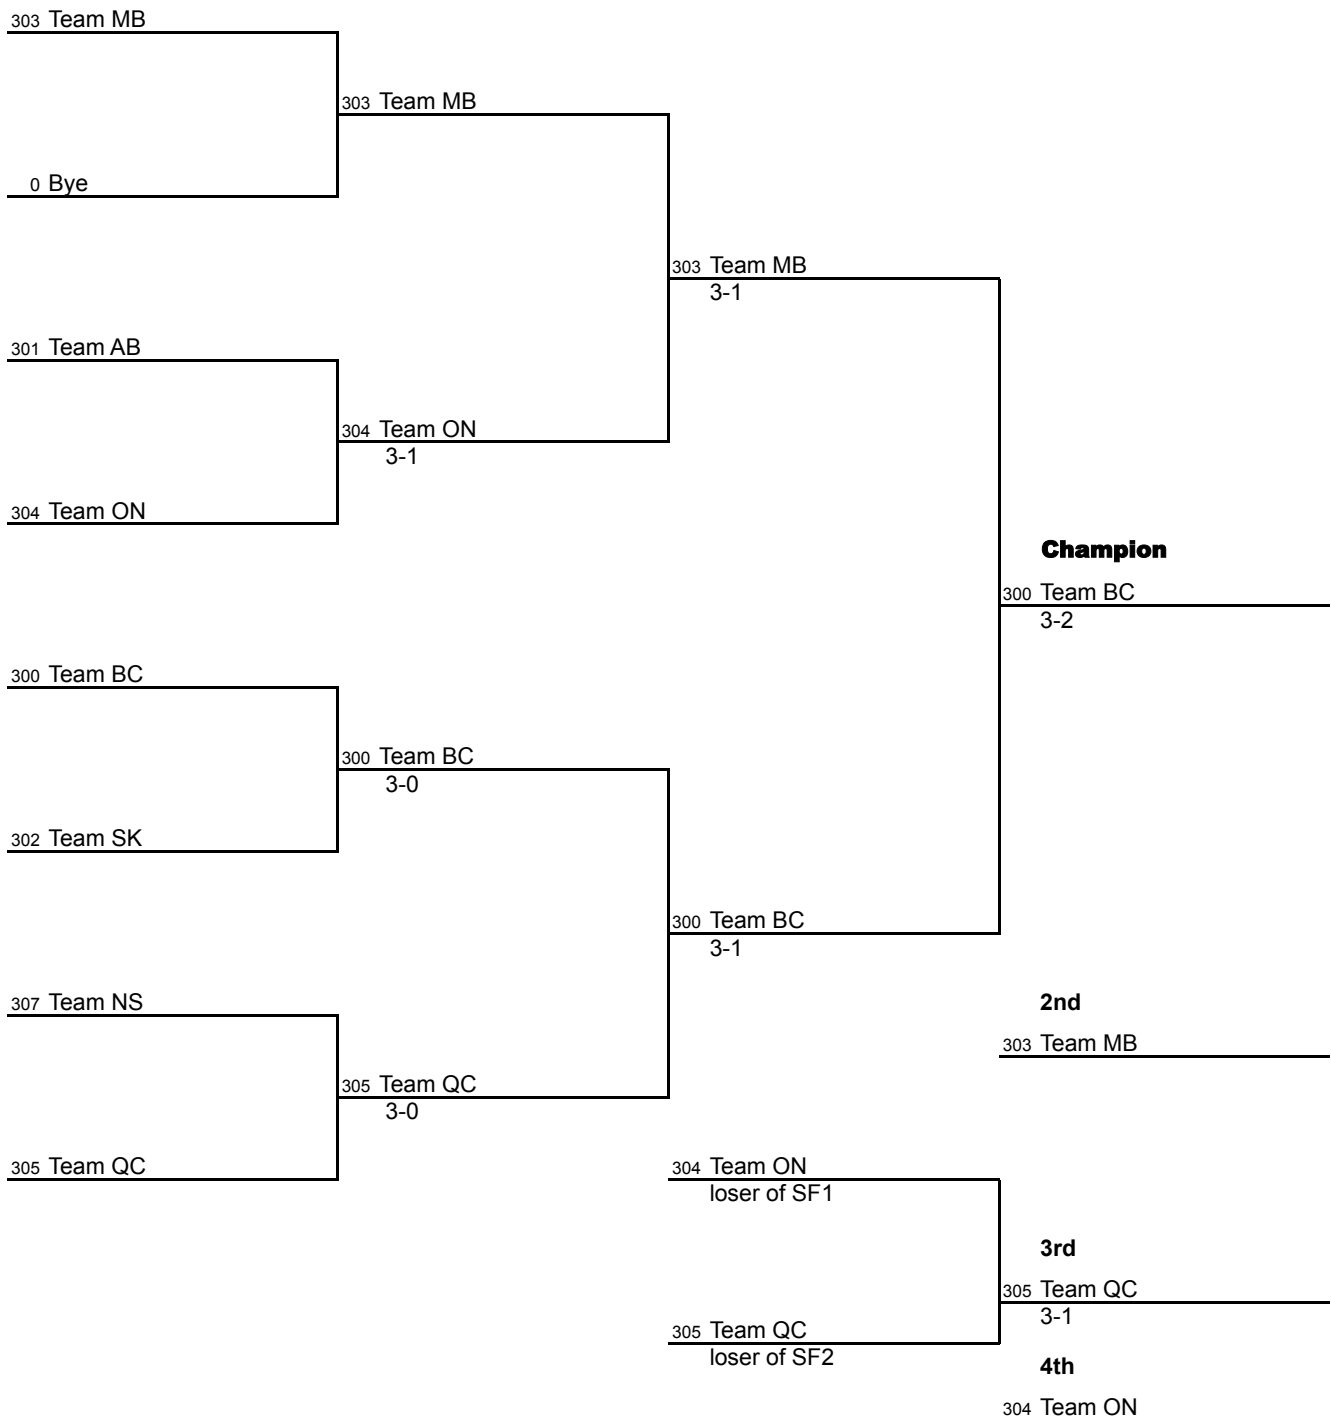 303 Team MB
303 Team MB
0 Bye
303 Team MB
3-1
301 Team AB
304 Team ON
3-1
304 Team ON
Champion
300 Team BC
3-2
300 Team BC
300 Team BC
3-0
302 Team SK
300 Team BC
3-1
307 Team NS
2nd
303 Team MB
305 Team QC
3-0
305 Team QC
304 Team ON
loser of SF1
3rd
305 Team QC
3-1
305 Team QC
loser of SF2
4th
304 Team ON